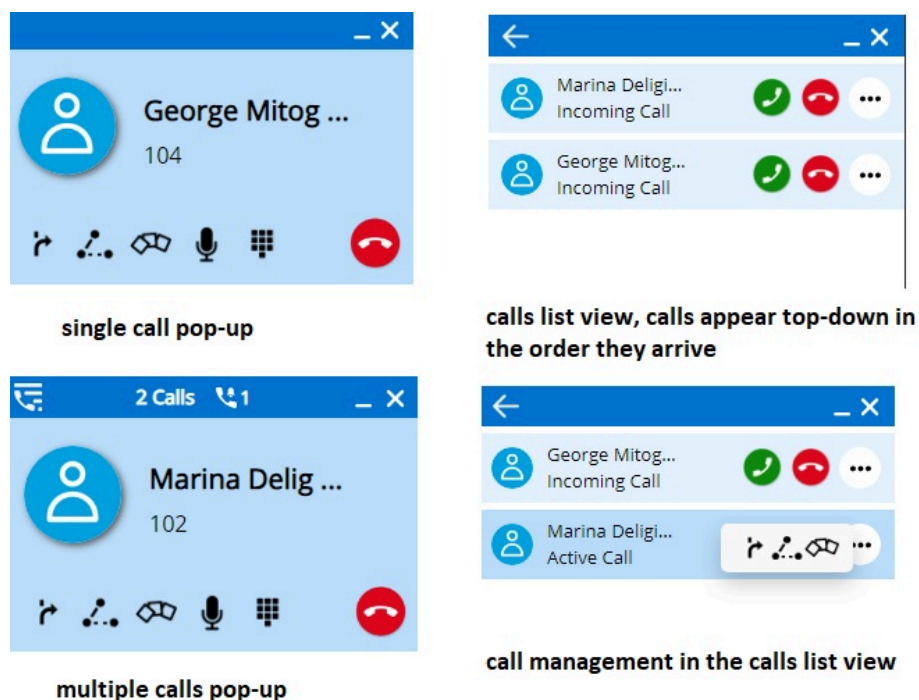 George Mitog ...
104
single call pop-up
Marina Deligi...
Incoming Call
George Mitog...
Incoming Call
calls list view, calls appear top-down in
the order they arrive
2 Calls 1
Marina Delig ...
102
multiple calls pop-up
George Mitog...
Incoming Call
Marina Deligi...
Active Call
call management in the calls list view